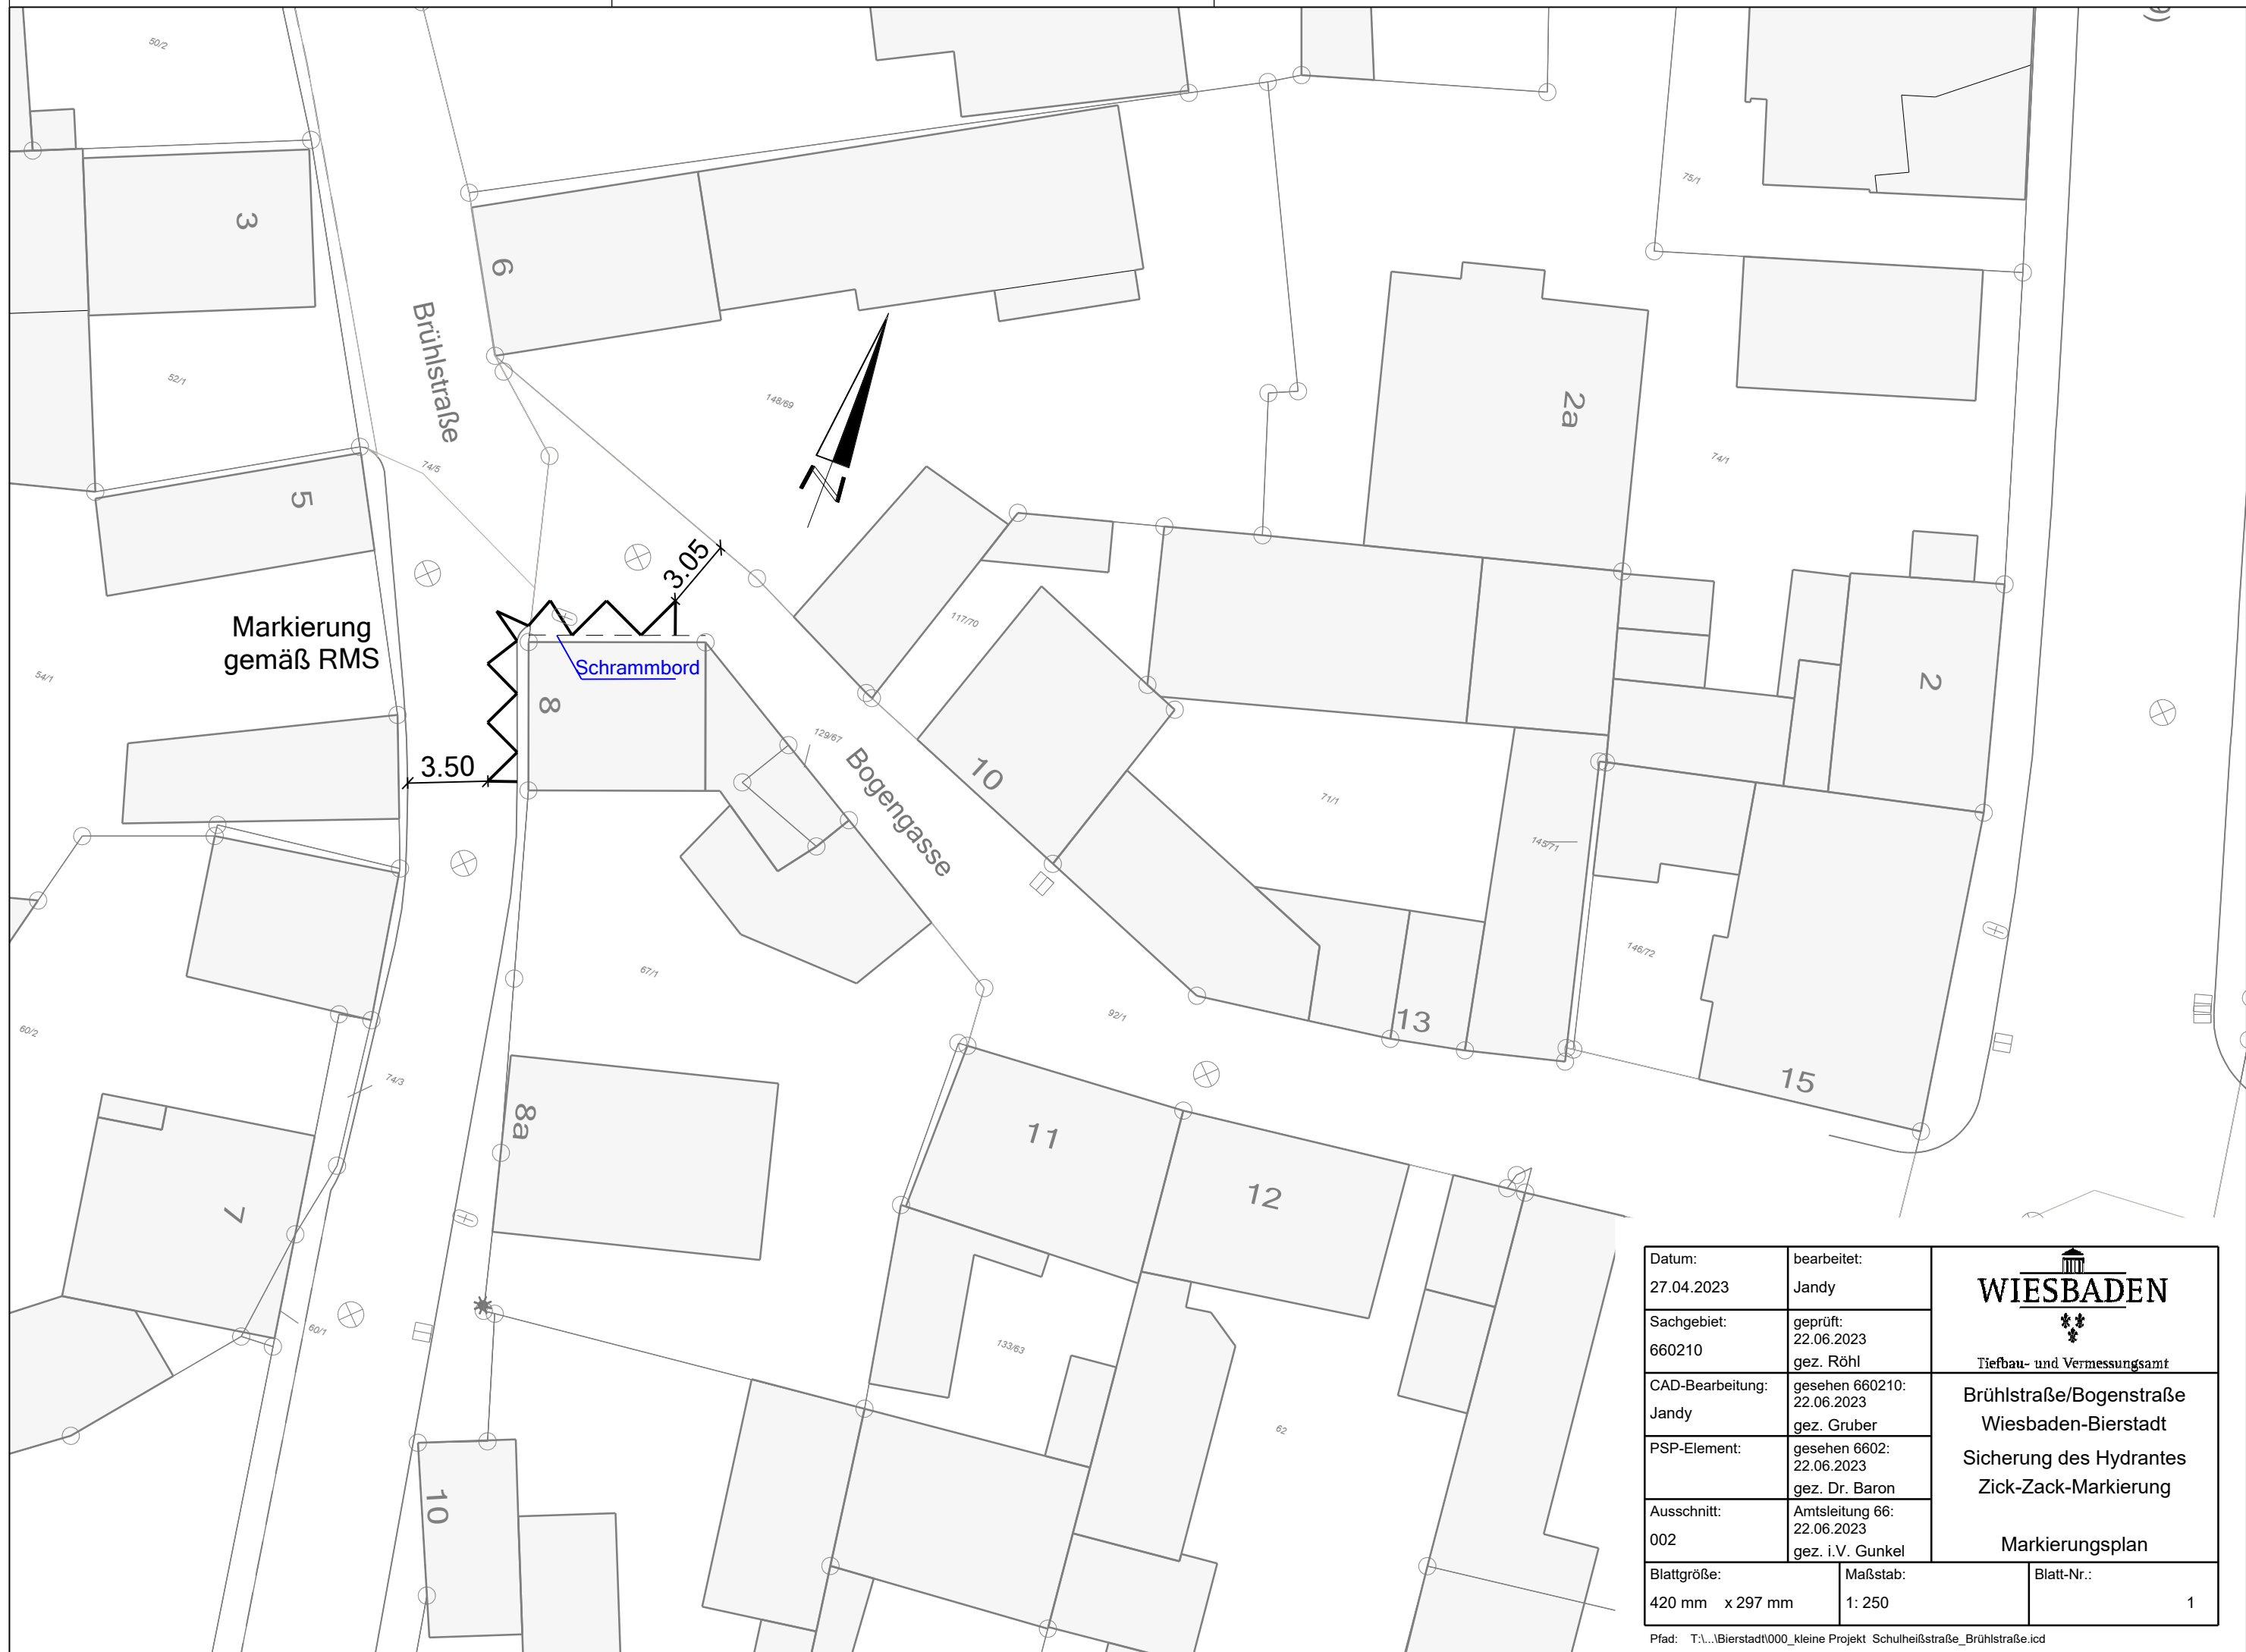 9)
50/2
3
6
75/1
Brühlstraße
52/1
148/69
2a
74/5
74/1
N
5
3.05
117/70
Markierung
gemäß RMS
Schrammbord
54/1
8
2
129/67
3.50
Bogengasse
10
71/1
145/71
146/72
67/1
92/1
13
60/2
74/3
15
8a
11
12
7
60/1
133/63
62
10
Datum:
27.04.2023
bearbeitet:
Jandy
WIESBADEN
Tiefbau- und Vermessungsamt
Sachgebiet:
660210
geprüft:
22.06.2023
gez. Röhl
CAD-Bearbeitung:
Jandy
gesehen 660210:
22.06.2023
gez. Gruber
Brühlstraße/Bogenstraße
Wiesbaden-Bierstadt
Sicherung des Hydrantes
Zick-Zack-Markierung
Markierungsplan
PSP-Element:
gesehen 6602:
22.06.2023
gez. Dr. Baron
Ausschnitt:
002
Amtsleitung 66:
22.06.2023
gez. i.V. Gunkel
Blattgröße:
420 mm x 297 mm
Maßstab:
1: 250
Blatt-Nr.:
1
Pfad: T:\...\Bierstadt\000_kleine Projekt Schulheißstraße_Brühlstraße.icd